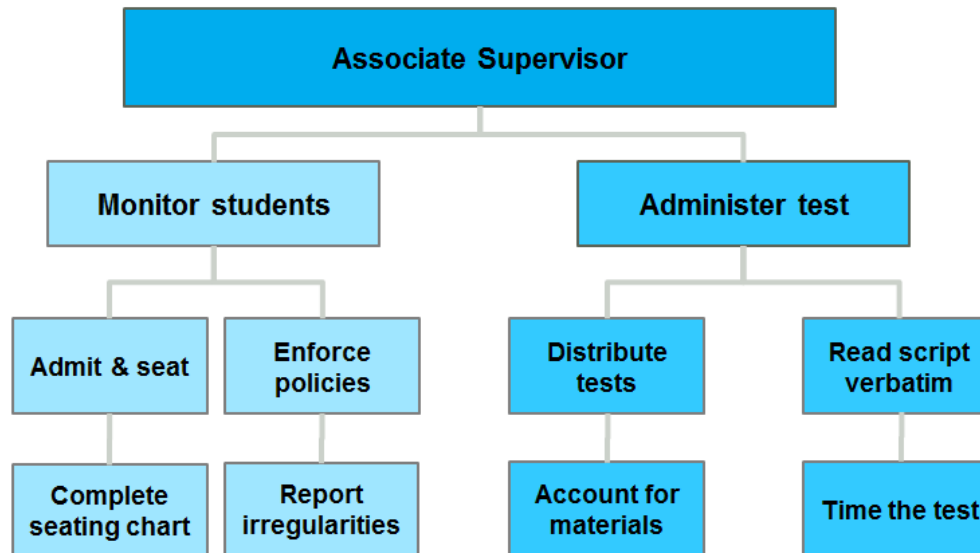 Associate Supervisor
Monitor students
Administer test
Admit & seat
Enforce
policies
Distribute
tests
Read script
verbatim
Complete
seating chart
Report
irregularities
Account for
materials
Time the test